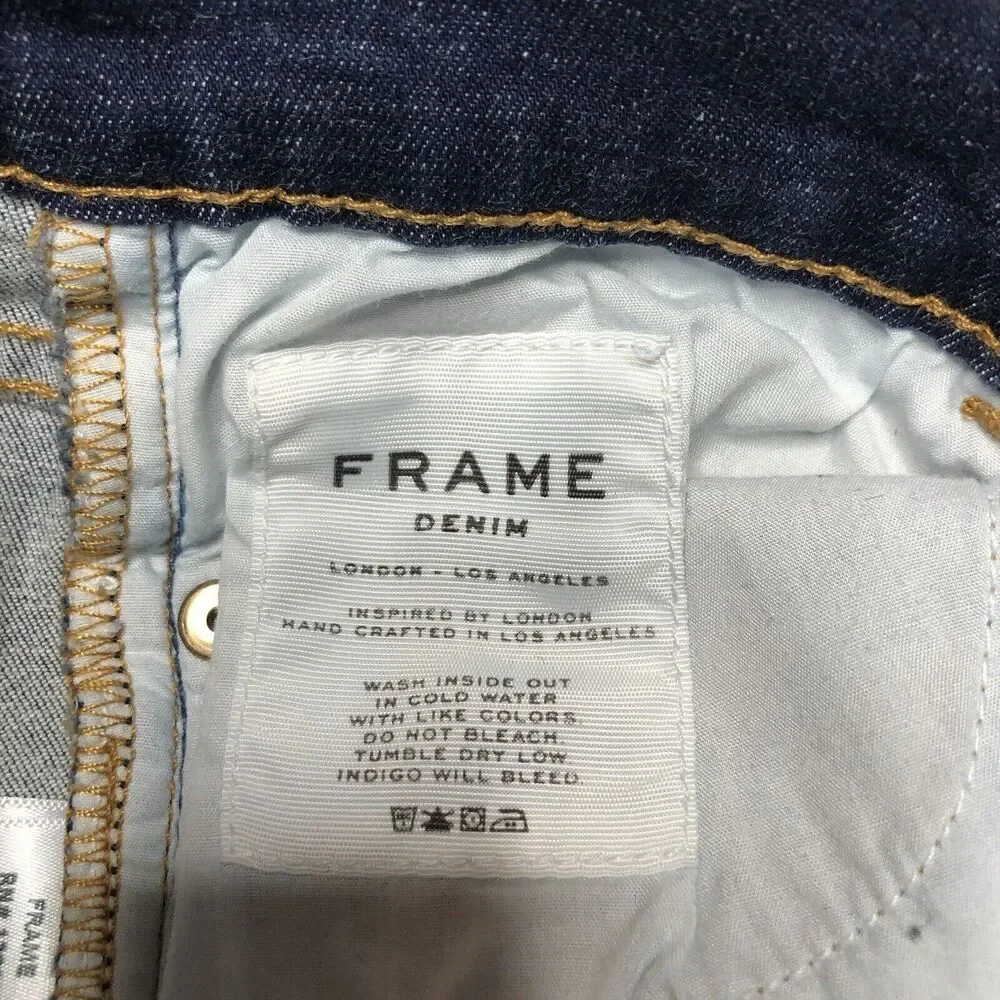 FRAME
DENIM
LONDON - LOS ANGELES
INSPIRED BY LONDON
HAND CRAFTED IN LOS ANGELES
WASH INSIDE OUT
IN COLD WATER
WITH LIKE COLORS.
DO NOT BLEACH.
TUMBLE DRY LOW
INDIGO WILL BLEED.
FRAME